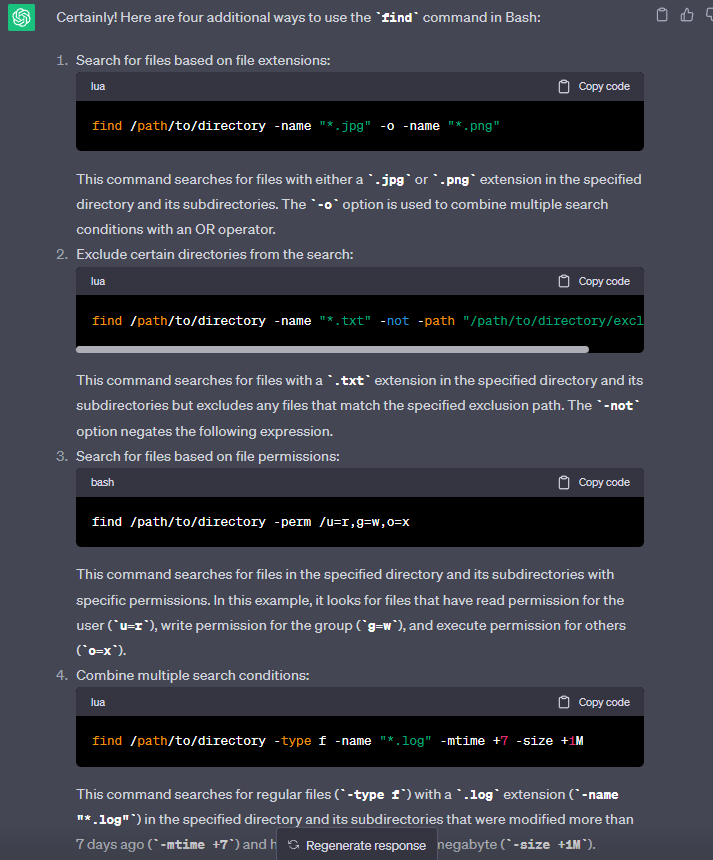 Certainly! Here are four additional ways to use the `find` command in Bash:
1. Search for files based on file extensions:
lua Copy code
find /path/to/directory -name "*.jpg" -o -name "*.png"
This command searches for files with either a `.jpg` or `.png` extension in the specified
directory and its subdirectories. The `-o` option is used to combine multiple search
conditions with an OR operator.
2. Exclude certain directories from the search:
lua Copy code
find /path/to/directory -name "*.txt" -not -path "/path/to/directory/excl
This command searches for files with a `.txt` extension in the specified directory and its
subdirectories but excludes any files that match the specified exclusion path. The `-not`
option negates the following expression.
3. Search for files based on file permissions:
bash Copy code
find /path/to/directory -perm /u=r,g=w,o=x
This command searches for files in the specified directory and its subdirectories with
specific permissions. In this example, it looks for files that have read permission for the
user (`u=r`), write permission for the group (`g=w`), and execute permission for others
(`o=x`).
4. Combine multiple search conditions:
lua Copy code
find /path/to/directory -type f -name "*.log" -mtime +7 -size +1M
This command searches for regular files (`-type f`) with a `.log` extension (`-name
"*.log"`) in the specified directory and its subdirectories that were modified more than
7 days ago (`-mtime +7`) and h Regenerate response negabyte (`-size +1M`).